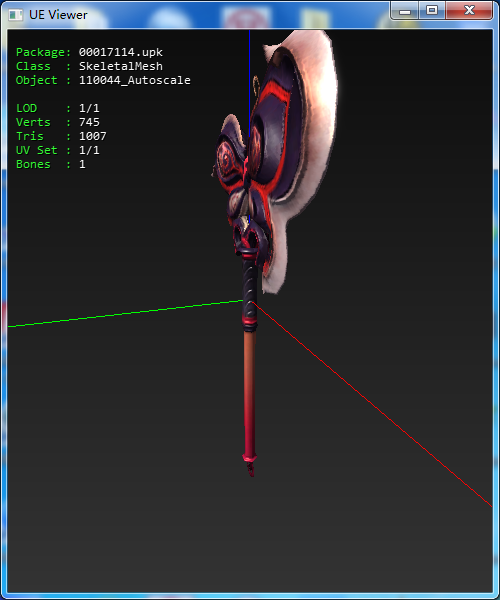 UE Viewer
Package: 00017114.upk
Class : SkeletalMesh
Object : 110044_Autoscale
LOD : 1/1
Verts : 745
Tris : 1007
UV Set : 1/1
Bones : 1